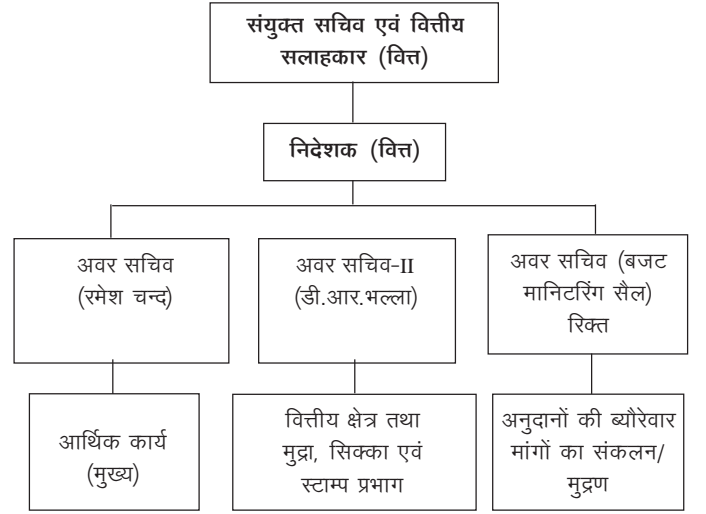 संयुक्त सचिव एवं वित्तीय
सलाहकार (वित्त)
निदेशक (वित्त)
अवर सचिव
(रमेश चन्द)
अवर सचिव-II
(डी.आर.भल्ला)
अवर सचिव (बजट
मानिटरिंग सैल)
रिक्त
आर्थिक कार्य
(मुख्य)
वित्तीय क्षेत्र तथा
मुद्रा, सिक्का एवं
स्टाम्प प्रभाग
अनुदानों की ब्यौरेवार
मांगों का संकलन/
मुद्रण